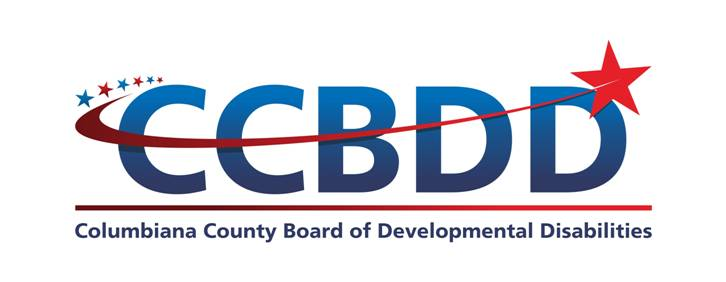 CCBDD
Columbiana County Board of Developmental Disabilities